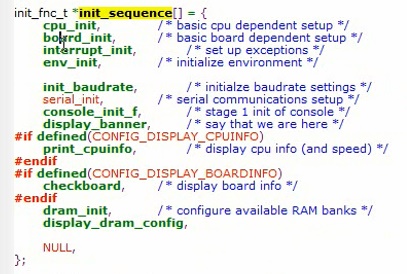 init_fnc_t *init_sequence[] = {
cpu_init, /* basic cpu dependent setup */
board_init, /* basic board dependent setup */
interrupt_init, /* set up exceptions */
env_init, /* initialize environment */
init_baudrate, /* initialze baudrate settings */
serial_init, /* serial communications setup */
console_init_f, /* stage 1 init of console */
display_banner, /* say that we are here */
#if defined(CONFIG_DISPLAY_CPUINFO)
print_cpuinfo, /* display cpu info (and speed) */
#endif
#if defined(CONFIG_DISPLAY_BOARDINFO)
checkboard, /* display board info */
#endif
dram_init, /* configure available RAM banks */
display_dram_config,
NULL,
};